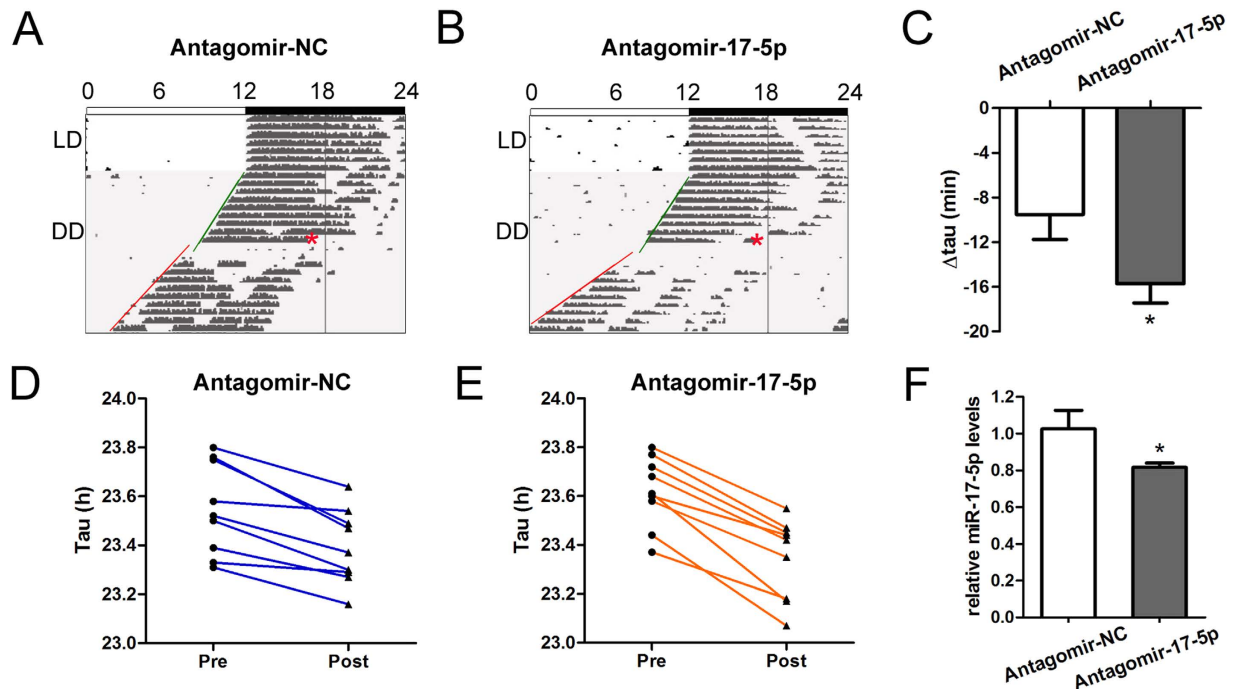 A
Antagomir-NC
0 6 12 18 24
LD
DD
*
B
Antagomir-17-5p
0 6 12 18 24
LD
DD
*
C
Antagomir-NC
Antagomir-17-5p
Δtau (min)
0
-4
-8
-12
-16
-20
*
D
Antagomir-NC
Tau (h)
24.0
23.8
23.6
23.4
23.2
23.0
Pre Post
E
Antagomir-17-5p
Tau (h)
24.0
23.8
23.6
23.4
23.2
23.0
Pre Post
F
relative miR-17-5p levels
1.2
1.0
0.8
0.6
0.4
0.2
0.0
*
Antagomir-NC
Antagomir-17-5p